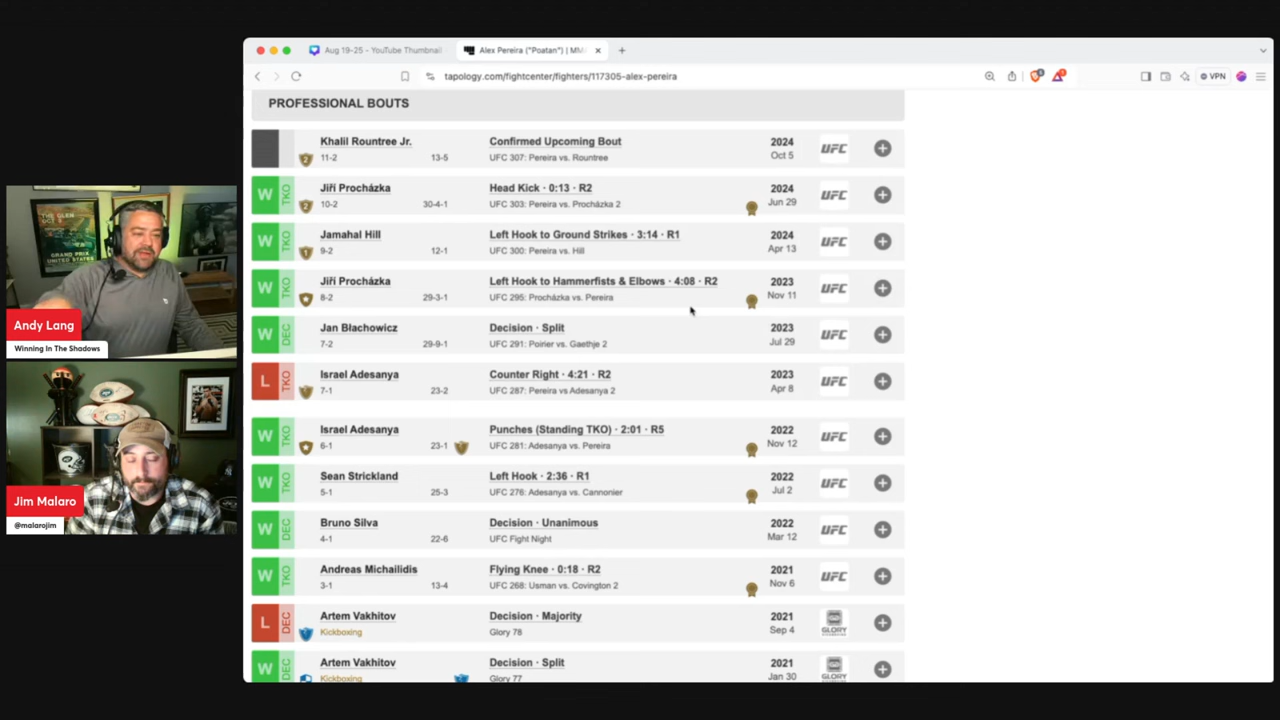 Aug 19-25 - YouTube Thumbnail
Alex Pereira ("Poatan") | MM
tapology.com/fightcenter/fighters/117305-alex-pereira
VPN
PROFESSIONAL BOUTS
Khalil Rountree Jr. Confirmed Upcoming Bout 2024 UFC
2 11-2 13-5 UFC 307: Pereira vs. Rountree Oct 5
W TKO Jiří Procházka Head Kick · 0:13 · R2 2024 UFC
2 10-2 30-4-1 UFC 303: Pereira vs. Procházka 2 Jun 29
W TKO Jamahal Hill Left Hook to Ground Strikes · 3:14 · R1 2024 UFC
1 9-2 12-1 UFC 300: Pereira vs. Hill Apr 13
W TKO Jiří Procházka Left Hook to Hammerfists & Elbows · 4:08 · R2 2023 UFC
8-2 29-3-1 UFC 295: Procházka vs. Pereira Nov 11
W DEC Jan Błachowicz Decision · Split 2023 UFC
7-2 29-9-1 UFC 291: Poirier vs. Gaethje 2 Jul 29
L TKO Israel Adesanya Counter Right · 4:21 · R2 2023 UFC
7-1 23-2 UFC 287: Pereira vs Adesanya 2 Apr 8
W TKO Israel Adesanya Punches (Standing TKO) · 2:01 · R5 2022 UFC
6-1 23-1 UFC 281: Adesanya vs. Pereira Nov 12
W TKO Sean Strickland Left Hook · 2:36 · R1 2022 UFC
5-1 25-3 UFC 276: Adesanya vs. Cannonier Jul 2
W DEC Bruno Silva Decision · Unanimous 2022 UFC
4-1 22-6 UFC Fight Night Mar 12
W TKO Andreas Michailidis Flying Knee · 0:18 · R2 2021 UFC
3-1 13-4 UFC 268: Usman vs. Covington 2 Nov 6
L DEC Artem Vakhitov Decision · Majority 2021 GLORY
Kickboxing Glory 78 Sep 4
W DEC Artem Vakhitov Decision · Split 2021 GLORY
Kickboxing Glory 77 Jan 30
THE GLEN
GRAND PRIX
UNITED STATES
Andy Lang
Winning In The Shadows
Jim Malaro
@malarojim